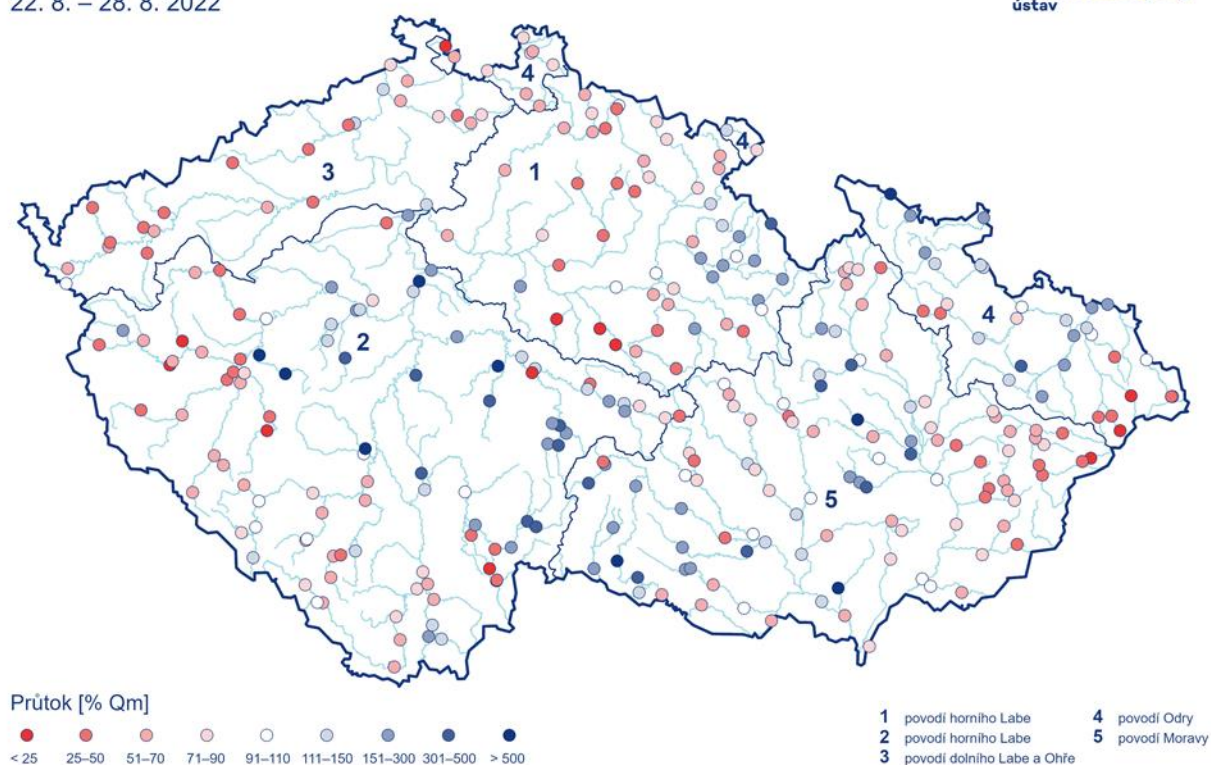 22. 8. – 28. 8. 2022
ústav
4
4
1
3
4
2
5
Průtok [% Qm]
< 25 25–50 51–70 71–90 91–110 111–150 151–300 301–500 > 500
1 povodí horního Labe
2 povodí horního Labe
3 povodí dolního Labe a Ohře
4 povodí Odry
5 povodí Moravy